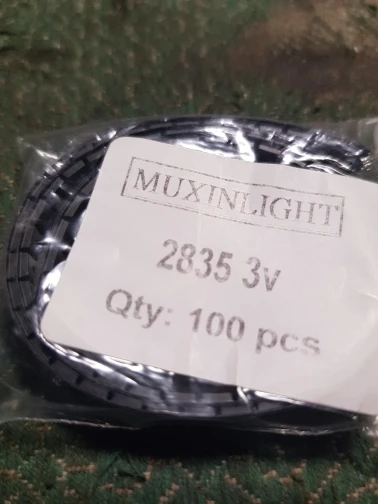 MUXINLIGHT
2835 3v
Qty: 100 pcs